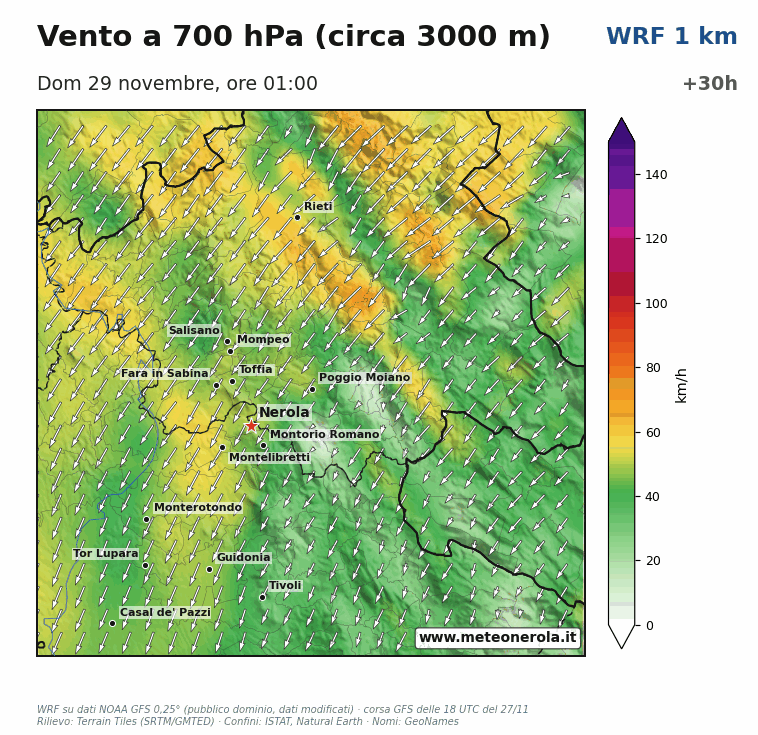 Vento a 700 hPa (circa 3000 m)
WRF 1 km
Dom 29 novembre, ore 01:00
+30h
Rieti
Salisano
Mompeo
Fara in Sabina
Toffia
Poggio Moiano
Nerola
Montorio Romano
Montelibretti
Monterotondo
Tor Lupara
Guidonia
Tivoli
Casal de' Pazzi
www.meteonerola.it
140
120
100
80
60
40
20
0
km/h
WRF su dati NOAA GFS 0,25° (pubblico dominio, dati modificati) · corsa GFS delle 18 UTC del 27/11
Rilievo: Terrain Tiles (SRTM/GMTED) · Confini: ISTAT, Natural Earth · Nomi: GeoNames